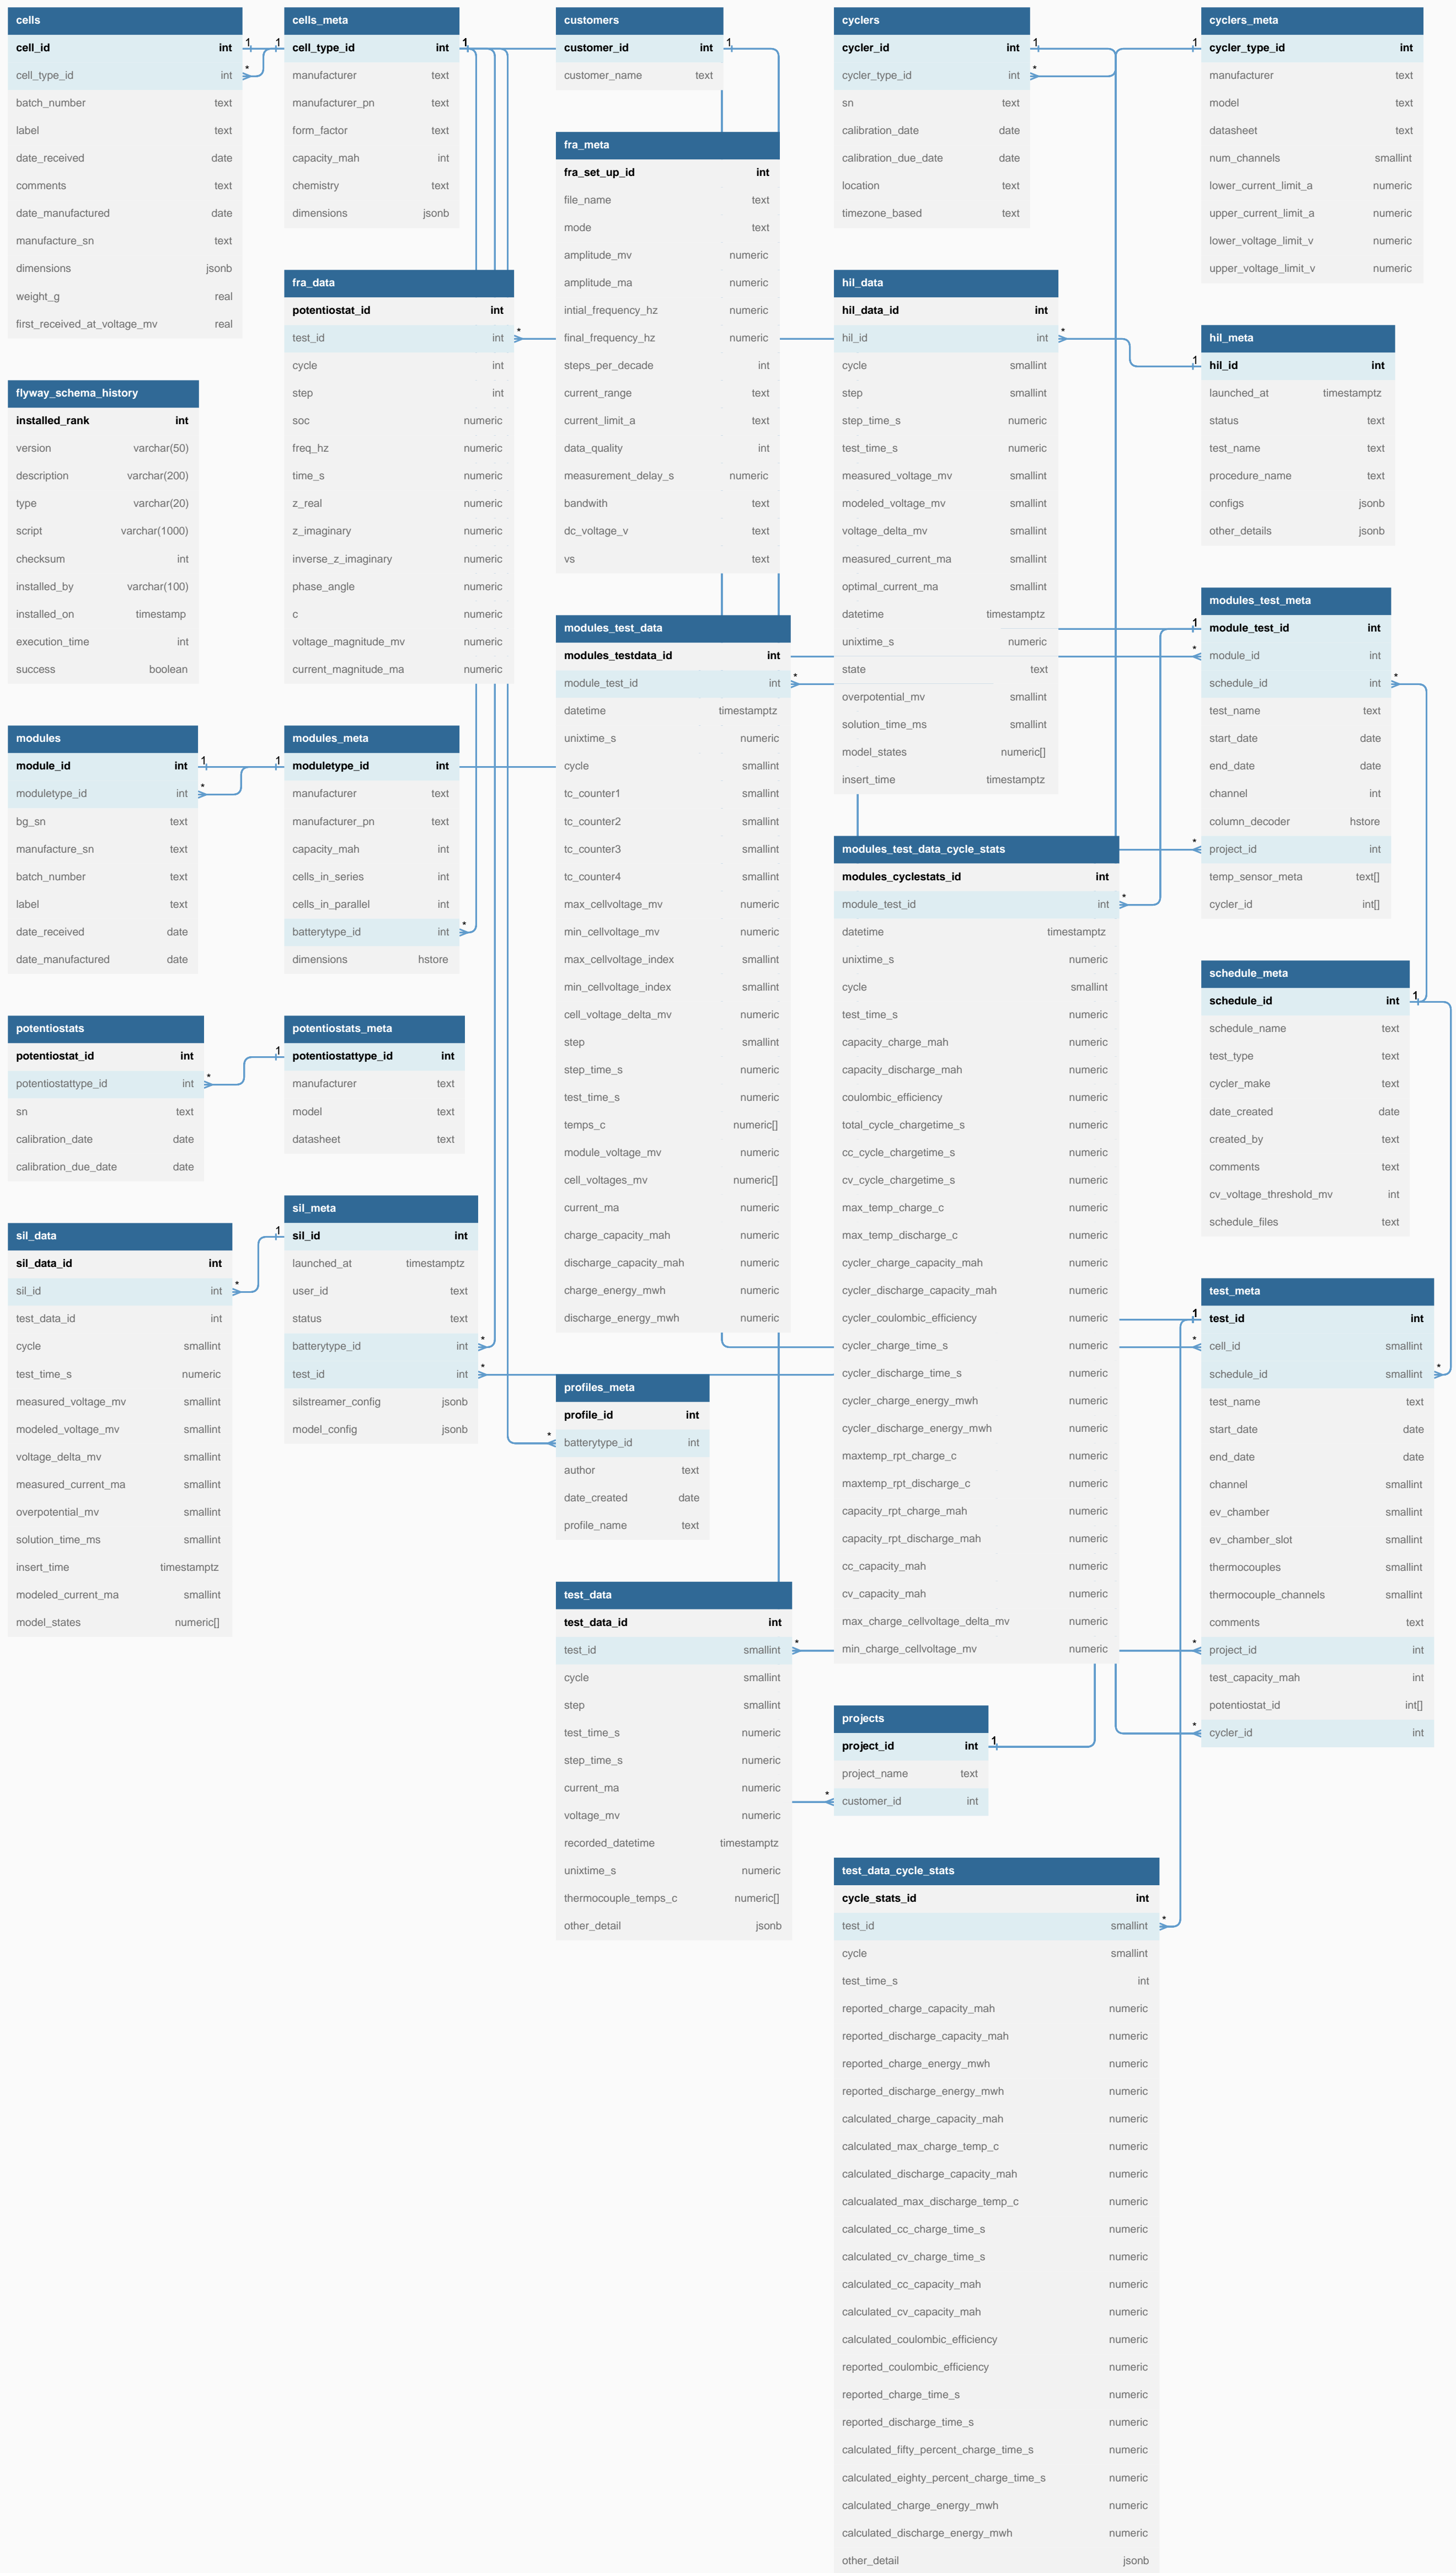 cells
cell_id int
cell_type_id int
batch_number text
label text
date_received date
comments text
date_manufactured date
manufacture_sn text
dimensions jsonb
weight_g real
first_received_at_voltage_mv real
cells_meta
cell_type_id int
manufacturer text
manufacturer_pn text
form_factor text
capacity_mah int
chemistry text
dimensions jsonb
customers
customer_id int
customer_name text
cyclers
cycler_id int
cycler_type_id int
sn text
calibration_date date
calibration_due_date date
location text
timezone_based text
cyclers_meta
cycler_type_id int
manufacturer text
model text
datasheet text
num_channels smallint
lower_current_limit_a numeric
upper_current_limit_a numeric
lower_voltage_limit_v numeric
upper_voltage_limit_v numeric
fra_meta
fra_set_up_id int
file_name text
mode text
amplitude_mv numeric
amplitude_ma numeric
intial_frequency_hz numeric
final_frequency_hz numeric
steps_per_decade int
current_range text
current_limit_a text
data_quality int
measurement_delay_s numeric
bandwith text
dc_voltage_v text
vs text
fra_data
potentiostat_id int
test_id int
cycle int
step int
soc numeric
freq_hz numeric
time_s numeric
z_real numeric
z_imaginary numeric
inverse_z_imaginary numeric
phase_angle numeric
c numeric
voltage_magnitude_mv numeric
current_magnitude_ma numeric
hil_data
hil_data_id int
hil_id int
cycle smallint
step smallint
step_time_s numeric
test_time_s numeric
measured_voltage_mv smallint
modeled_voltage_mv smallint
voltage_delta_mv smallint
measured_current_ma smallint
optimal_current_ma smallint
datetime timestamptz
unixtime_s numeric
state text
overpotential_mv smallint
solution_time_ms smallint
model_states numeric[]
insert_time timestamptz
hil_meta
hil_id int
launched_at timestamptz
status text
test_name text
procedure_name text
configs jsonb
other_details jsonb
flyway_schema_history
installed_rank int
version varchar(50)
description varchar(200)
type varchar(20)
script varchar(1000)
checksum int
installed_by varchar(100)
installed_on timestamp
execution_time int
success boolean
modules_test_data
modules_testdata_id int
module_test_id int
datetime timestamptz
unixtime_s numeric
cycle smallint
tc_counter1 smallint
tc_counter2 smallint
tc_counter3 smallint
tc_counter4 smallint
max_cellvoltage_mv numeric
min_cellvoltage_mv numeric
max_cellvoltage_index smallint
min_cellvoltage_index smallint
cell_voltage_delta_mv numeric
step smallint
step_time_s numeric
test_time_s numeric
temps_c numeric[]
module_voltage_mv numeric
cell_voltages_mv numeric[]
current_ma numeric
charge_capacity_mah numeric
discharge_capacity_mah numeric
charge_energy_mwh numeric
discharge_energy_mwh numeric
modules_test_meta
module_test_id int
module_id int
schedule_id int
test_name text
start_date date
end_date date
channel int
column_decoder hstore
project_id int
temp_sensor_meta text[]
cycler_id int[]
modules
module_id int
moduletype_id int
bg_sn text
manufacture_sn text
batch_number text
label text
date_received date
date_manufactured date
modules_meta
moduletype_id int
manufacturer text
manufacturer_pn text
capacity_mah int
cells_in_series int
cells_in_parallel int
batterytype_id int
dimensions hstore
modules_test_data_cycle_stats
modules_cyclestats_id int
module_test_id int
datetime timestamptz
unixtime_s numeric
cycle smallint
test_time_s numeric
capacity_charge_mah numeric
capacity_discharge_mah numeric
coulombic_efficiency numeric
total_cycle_chargetime_s numeric
cc_cycle_chargetime_s numeric
cv_cycle_chargetime_s numeric
max_temp_charge_c numeric
max_temp_discharge_c numeric
cycler_charge_capacity_mah numeric
cycler_discharge_capacity_mah numeric
cycler_coulombic_efficiency numeric
cycler_charge_time_s numeric
cycler_discharge_time_s numeric
cycler_charge_energy_mwh numeric
cycler_discharge_energy_mwh numeric
maxtemp_rpt_charge_c numeric
maxtemp_rpt_discharge_c numeric
capacity_rpt_charge_mah numeric
capacity_rpt_discharge_mah numeric
cc_capacity_mah numeric
cv_capacity_mah numeric
max_charge_cellvoltage_delta_mv numeric
min_charge_cellvoltage_mv numeric
schedule_meta
schedule_id int
schedule_name text
test_type text
cycler_make text
date_created date
created_by text
comments text
cv_voltage_threshold_mv int
schedule_files text
potentiostats
potentiostat_id int
potentiostattype_id int
sn text
calibration_date date
calibration_due_date date
potentiostats_meta
potentiostattype_id int
manufacturer text
model text
datasheet text
sil_data
sil_data_id int
sil_id int
test_data_id int
cycle smallint
test_time_s numeric
measured_voltage_mv smallint
modeled_voltage_mv smallint
voltage_delta_mv smallint
measured_current_ma smallint
overpotential_mv smallint
solution_time_ms smallint
insert_time timestamptz
modeled_current_ma smallint
model_states numeric[]
sil_meta
sil_id int
launched_at timestamptz
user_id text
status text
batterytype_id int
test_id int
silstreamer_config jsonb
model_config jsonb
profiles_meta
profile_id int
batterytype_id int
author text
date_created date
profile_name text
test_meta
test_id int
cell_id smallint
schedule_id smallint
test_name text
start_date date
end_date date
channel smallint
ev_chamber smallint
ev_chamber_slot smallint
thermocouples smallint
thermocouple_channels smallint
comments text
project_id int
test_capacity_mah int
potentiostat_id int[]
cycler_id int
test_data
test_data_id int
test_id smallint
cycle smallint
step smallint
test_time_s numeric
step_time_s numeric
current_ma numeric
voltage_mv numeric
recorded_datetime timestamptz
unixtime_s numeric
thermocouple_temps_c numeric[]
other_detail jsonb
projects
project_id int
project_name text
customer_id int
test_data_cycle_stats
cycle_stats_id int
test_id smallint
cycle smallint
test_time_s int
reported_charge_capacity_mah numeric
reported_discharge_capacity_mah numeric
reported_charge_energy_mwh numeric
reported_discharge_energy_mwh numeric
calculated_charge_capacity_mah numeric
calculated_max_charge_temp_c numeric
calculated_discharge_capacity_mah numeric
calcualated_max_discharge_temp_c numeric
calculated_cc_charge_time_s numeric
calculated_cv_charge_time_s numeric
calculated_cc_capacity_mah numeric
calculated_cv_capacity_mah numeric
calculated_coulombic_efficiency numeric
reported_coulombic_efficiency numeric
reported_charge_time_s numeric
reported_discharge_time_s numeric
calculated_fifty_percent_charge_time_s numeric
calculated_eighty_percent_charge_time_s numeric
calculated_charge_energy_mwh numeric
calculated_discharge_energy_mwh numeric
other_detail jsonb